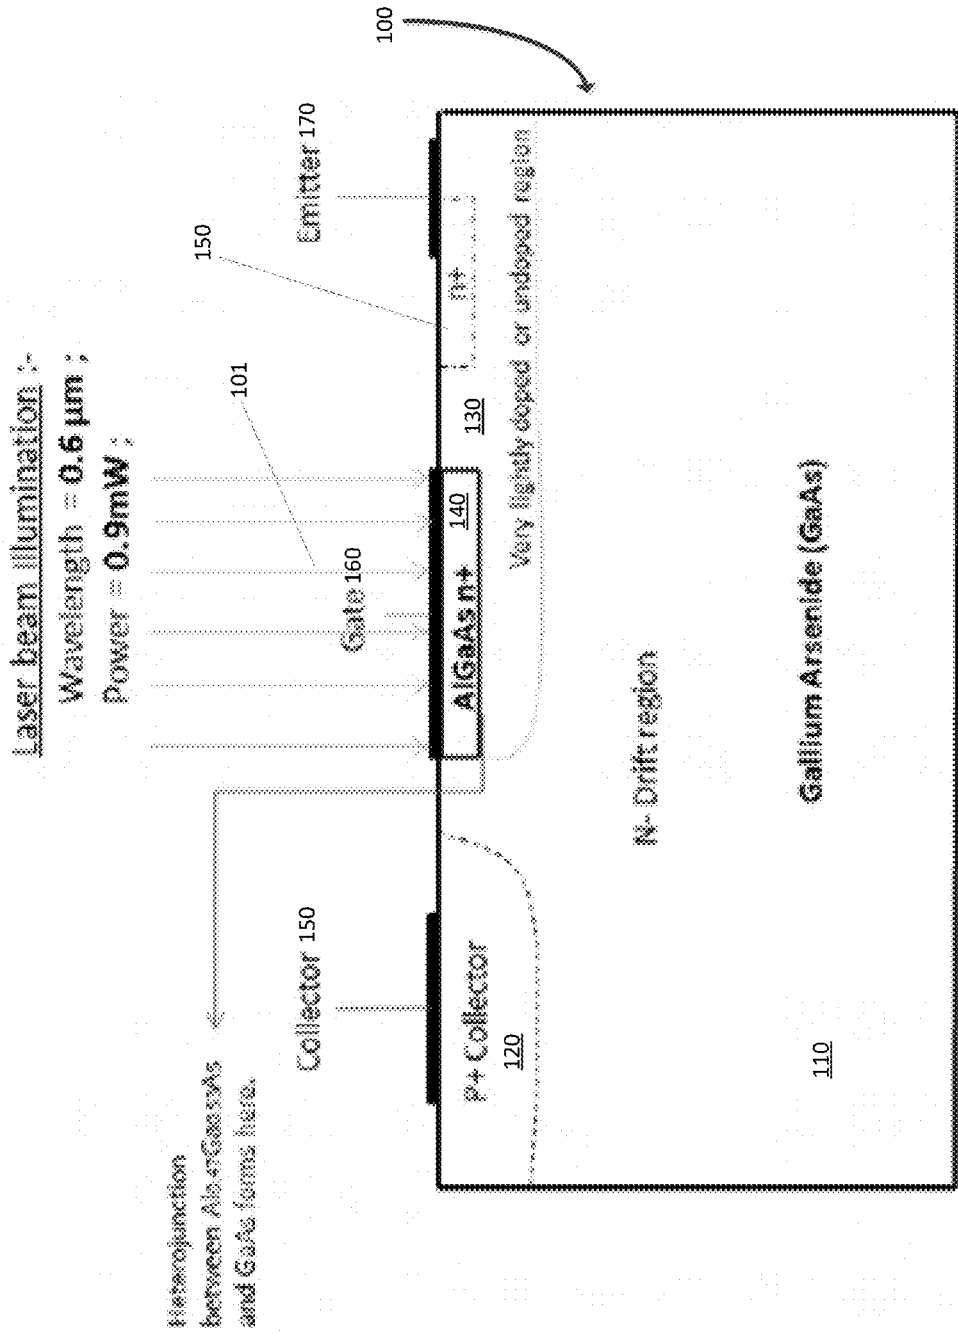 100
Laser beam illumination :-
Wavelength = 0.6 µm ;
Power = 0.9mW ;
101
150
Emitter 170
Gate 160
Collector 150
Heterojunction
between
and GaAs forms here.
P+ Collector
120
AlGaAs n+
140
130
n+
Very lightly doped or undoped region
N- Drift region
Gallium Arsenide (GaAs)
110